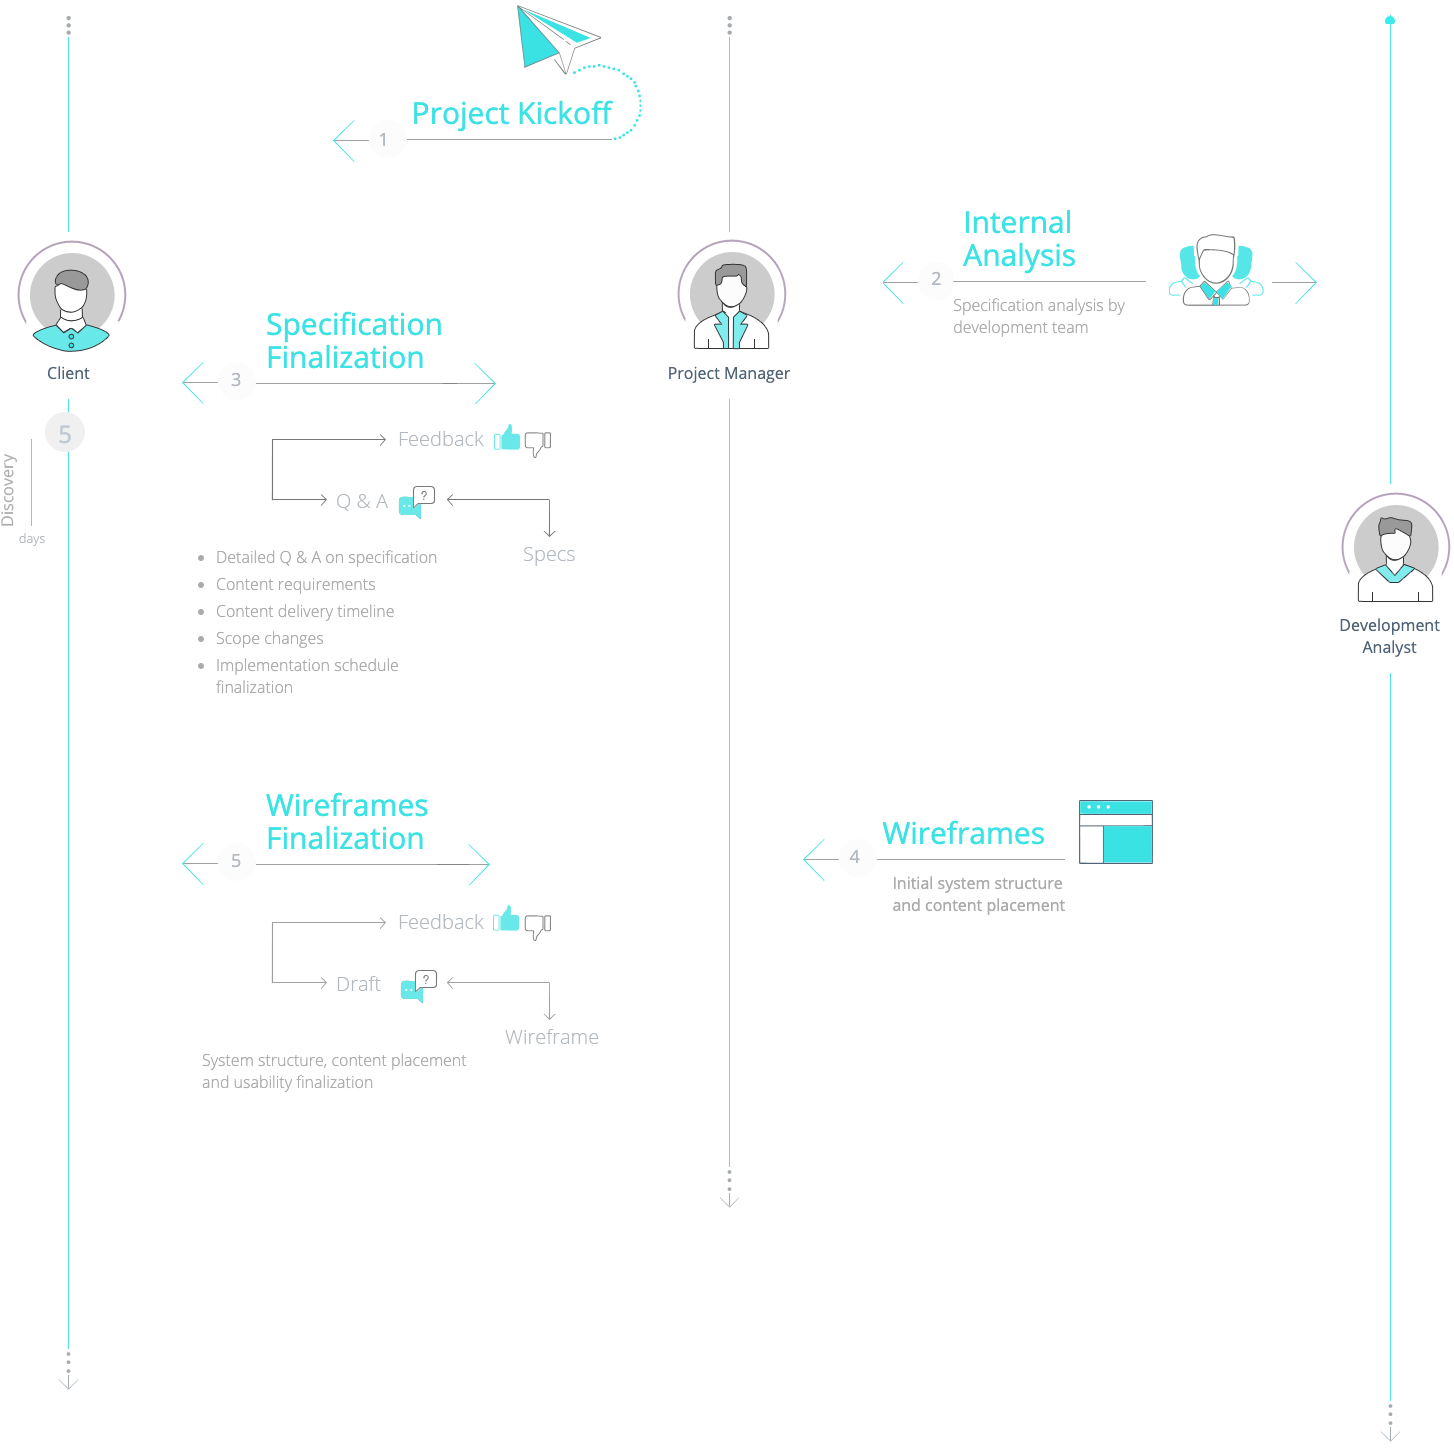 Project Kickoff
1
Internal
Analysis
2
Specification analysis by
development team
Specification
Finalization
3
Client
Project Manager
5
Discovery
days
Feedback
Q & A
?
Specs
Detailed Q & A on specification
Content requirements
Content delivery timeline
Scope changes
Implementation schedule
finalization
Development
Analyst
Wireframes
Finalization
5
Wireframes
4
Initial system structure
and content placement
Feedback
Draft
?
Wireframe
System structure, content placement
and usability finalization